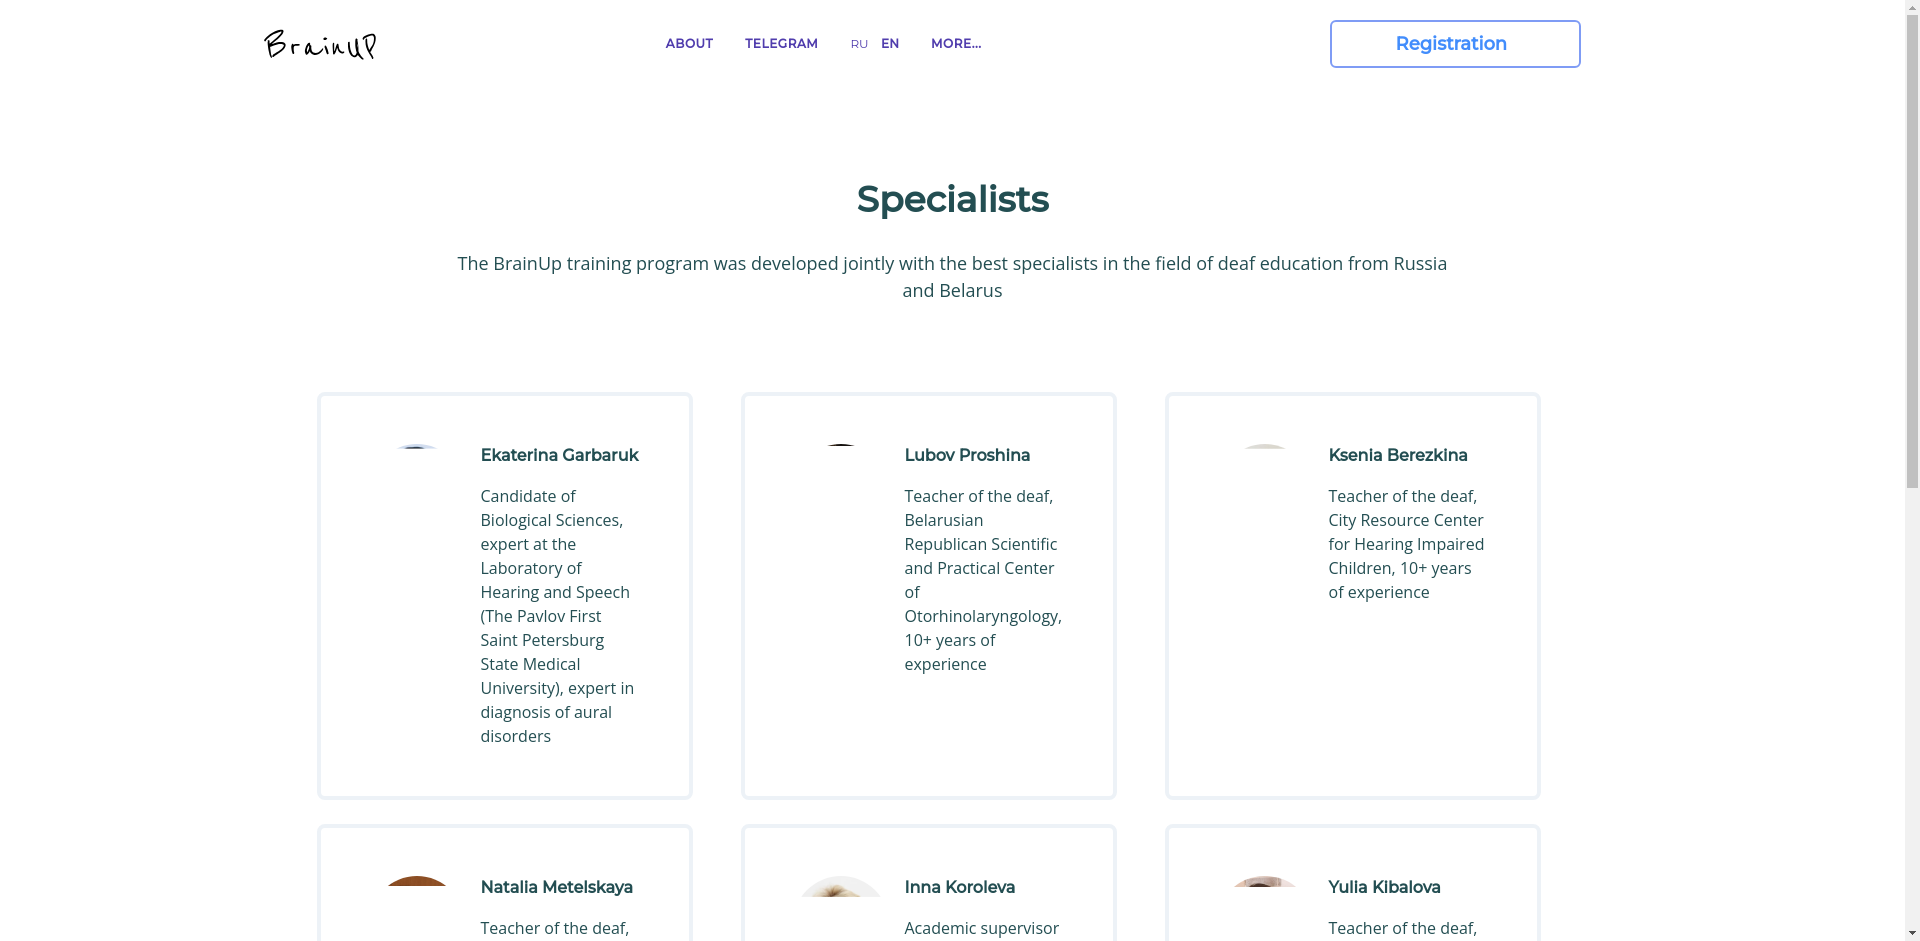 BrainUP
ABOUT
TELEGRAM
RU
EN
MORE...
Registration
Specialists
The BrainUp training program was developed jointly with the best specialists in the field of deaf education from Russia
and Belarus
Ekaterina Garbaruk
Candidate of
Biological Sciences,
expert at the
Laboratory of
Hearing and Speech
(The Pavlov First
Saint Petersburg
State Medical
University), expert in
diagnosis of aural
disorders
Lubov Proshina
Teacher of the deaf,
Belarusian
Republican Scientific
and Practical Center
of
Otorhinolaryngology,
10+ years of
experience
Ksenia Berezkina
Teacher of the deaf,
City Resource Center
for Hearing Impaired
Children, 10+ years
of experience
Natalia Metelskaya
Teacher of the deaf,
Inna Koroleva
Academic supervisor
Yulia Kibalova
Teacher of the deaf,